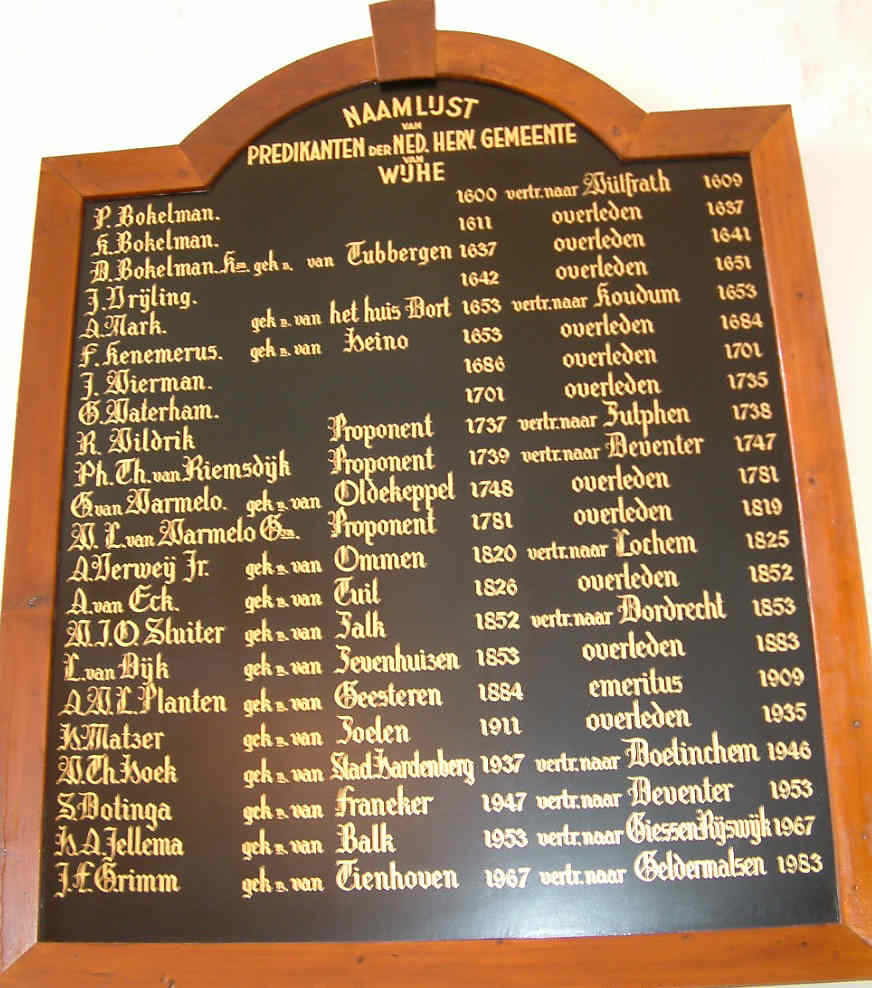 NAAMLIJST
VAN
PREDIKANTEN DER NED. HERV. GEMEENTE
VAN
WIJHE
P. Bokelman. 1600 vertr. naar Wülfrath 1609
K. Bokelman. 1611 overleden 1637
D. Bokelman. Kzn. gek n. van Tubbergen 1637 overleden 1641
J. Vrijling. 1642 overleden 1651
A. Mark. gek n. van het huis Dort 1653 vertr. naar Koudum 1653
F. Kenemerus. gek n. van Heino 1653 overleden 1684
J. Wierman. 1686 overleden 1701
G. Waterham. 1701 overleden 1735
R. Wildrik Proponent 1737 vertr. naar Zutphen 1738
Ph. Th. van Riemsdijk Proponent 1739 vertr. naar Deventer 1747
G. van Warmelo. gek n. van Oldekeppel 1748 overleden 1781
W. L. van Warmelo Gzn. Proponent 1781 overleden 1819
A. Verweij Jr. gek n. van Ommen 1820 vertr. naar Lochem 1825
A. van Eck. gek n. van Tuil 1826 overleden 1852
W. J. O. Sluiter gek n. van Zalk 1852 vertr. naar Dordrecht 1853
L. van Dijk gek n. van Zevenhuizen 1853 overleden 1883
A. W. L. Planten gek n. van Geesteren 1884 emeritus 1909
K Matzer gek n. van Zoelen 1911 overleden 1935
W. Th. Hoek gek n. van Stad. Hardenberg 1937 vertr. naar Doetinchem 1946
S Dotinga gek n. van Franeker 1947 vertr. naar Deventer 1953
H A Jellema gek n. van Balk 1953 vertr. naar Giessen Rijswijk 1967
J. F. Grimm gek n. van Tienhoven 1967 vertr. naar Geldermalsen 1983